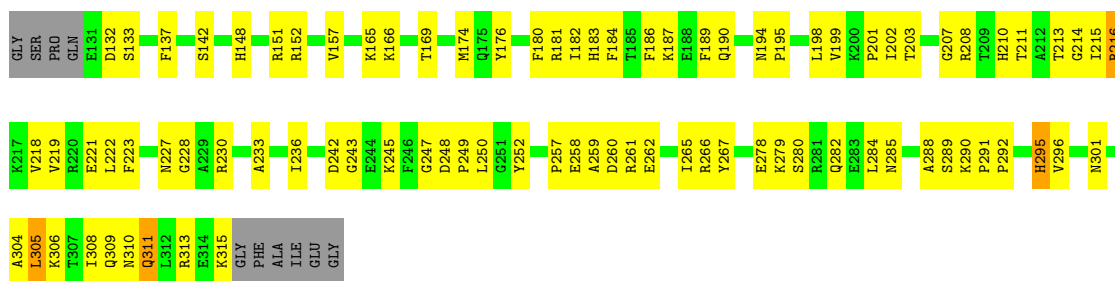 GLY SER PRO GLN E131 D132 S133 F137 S142 H148 R151 R152 V157 K165 K166 T169 M174 Q175 Y176 F180 R181 I182 H183 F184 T185 F186 K187 E188 F189 Q190 N194 P195 L198 V199 K200 P201 I202 T203 G207 R208 T209 H210 T211 A212 T213 G214 I215
K217 V218 V219 R220 E221 L222 F223 N227 G228 A229 R230 A233 I236 D242 G243 E244 K245 F246 G247 D248 P249 L250 G251 Y252 P257 E258 A259 D260 R261 E262 I265 R266 Y267 E278 K279 S280 R281 Q282 E283 L284 N285 A288 S289 K290 P291 P292 H295 V296 N301
A304 L305 K306 T307 I308 Q309 N310 Q311 L312 R313 E314 K315 GLY PHE ALA ILE GLU GLY